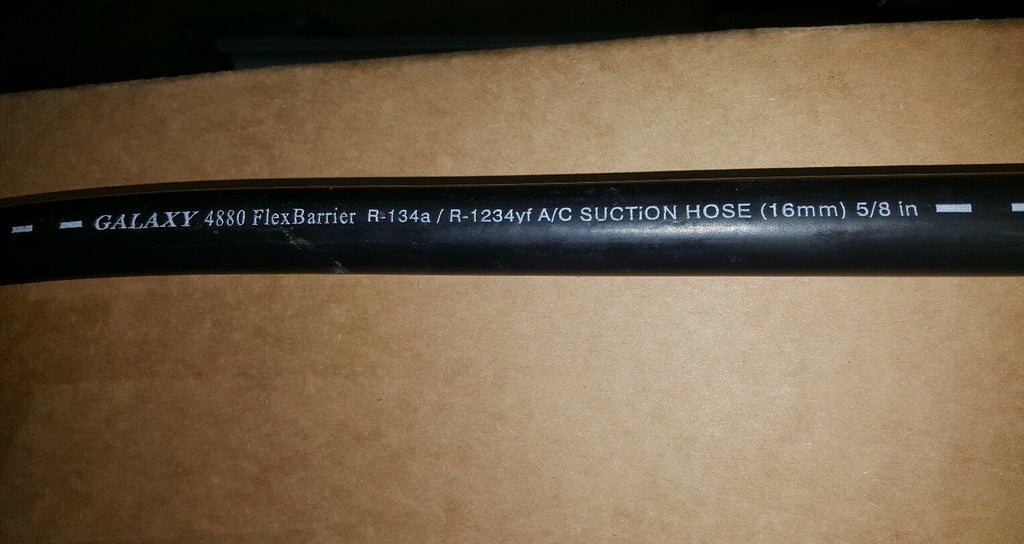 GALAXY 4880 FlexBarrier R-134a / R-1234yf A/C SUCTiON HOSE (16mm) 5/8 in